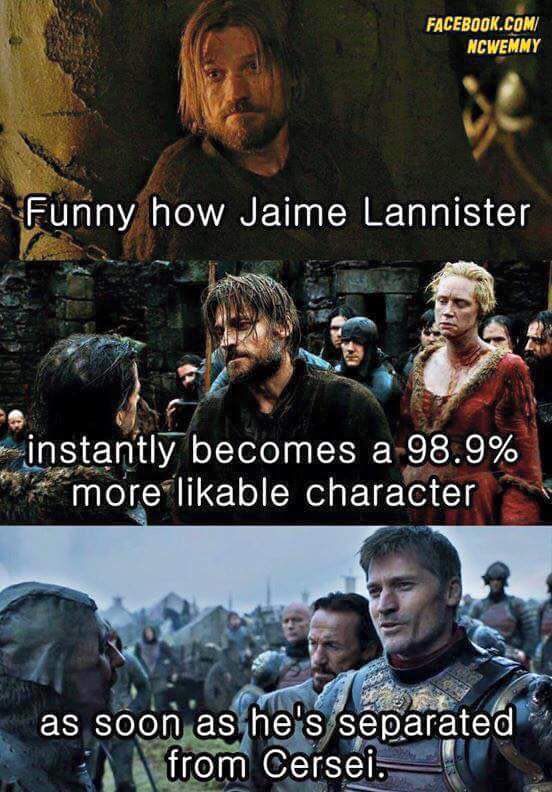 FACEBOOK.COM/
NCWEMMY
Funny how Jaime Lannister
instantly becomes a 98.9%
more likable character
as soon as he's separated
from Cersei.